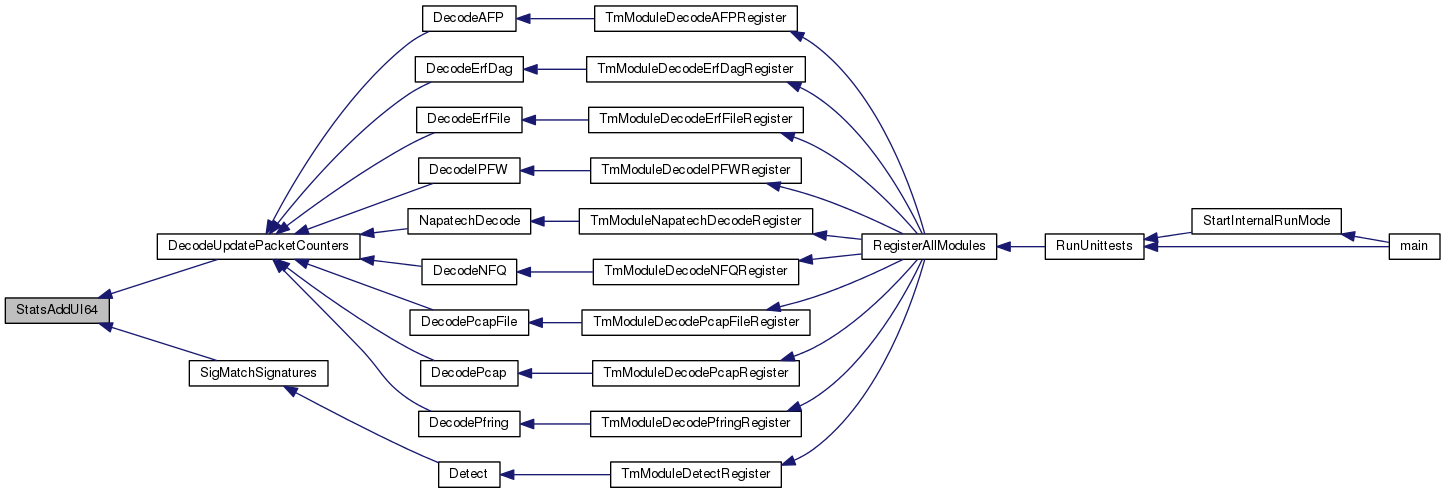 DecodeAFP
TmModuleDecodeAFPRegister
DecodeErfDag
TmModuleDecodeErfDagRegister
DecodeErfFile
TmModuleDecodeErfFileRegister
DecodeIPFW
TmModuleDecodeIPFWRegister
NapatechDecode
TmModuleNapatechDecodeRegister
StartInternalRunMode
DecodeUpdatePacketCounters
RegisterAllModules
RunUnittests
main
DecodeNFQ
TmModuleDecodeNFQRegister
StatsAddUI64
DecodePcapFile
TmModuleDecodePcapFileRegister
SigMatchSignatures
DecodePcap
TmModuleDecodePcapRegister
DecodePfring
TmModuleDecodePfringRegister
Detect
TmModuleDetectRegister